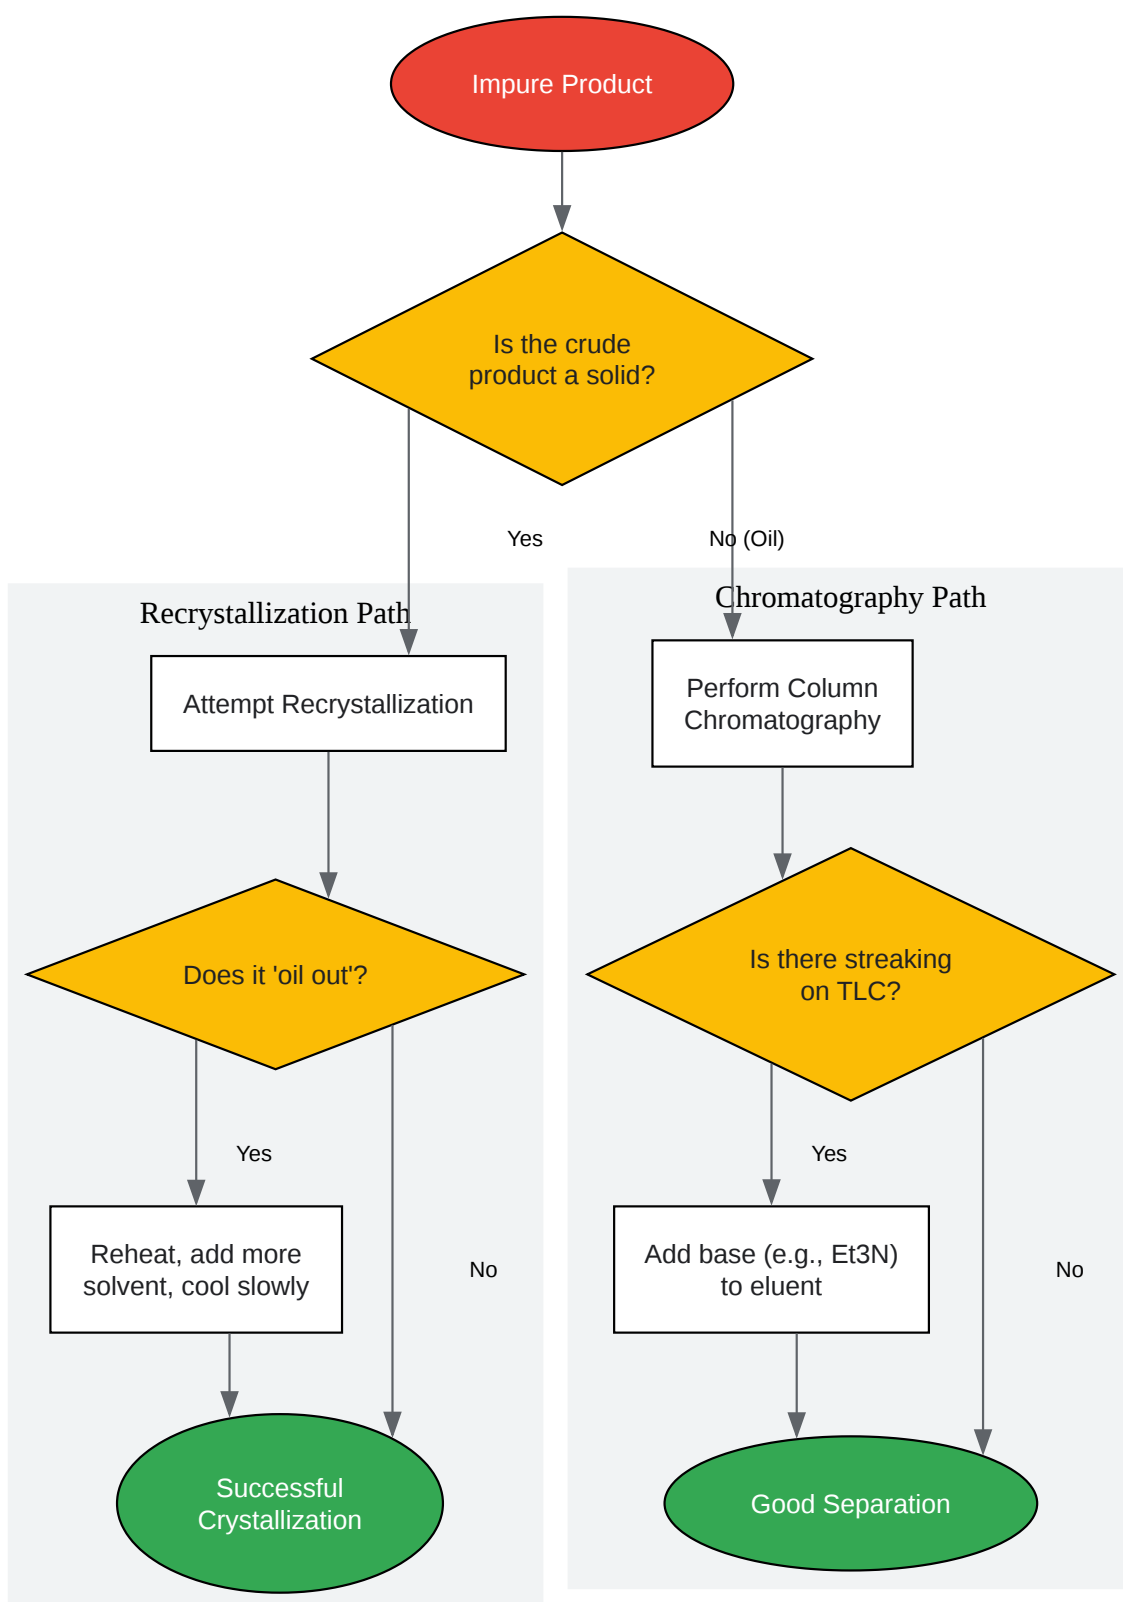 Impure Product
Is the crude
product a solid?
Yes
No (Oil)
Recrystallization Path
Attempt Recrystallization
Does it 'oil out'?
Yes
Reheat, add more
solvent, cool slowly
No
Successful
Crystallization
Chromatography Path
Perform Column
Chromatography
Is there streaking
on TLC?
Yes
Add base (e.g., Et3N)
to eluent
No
Good Separation